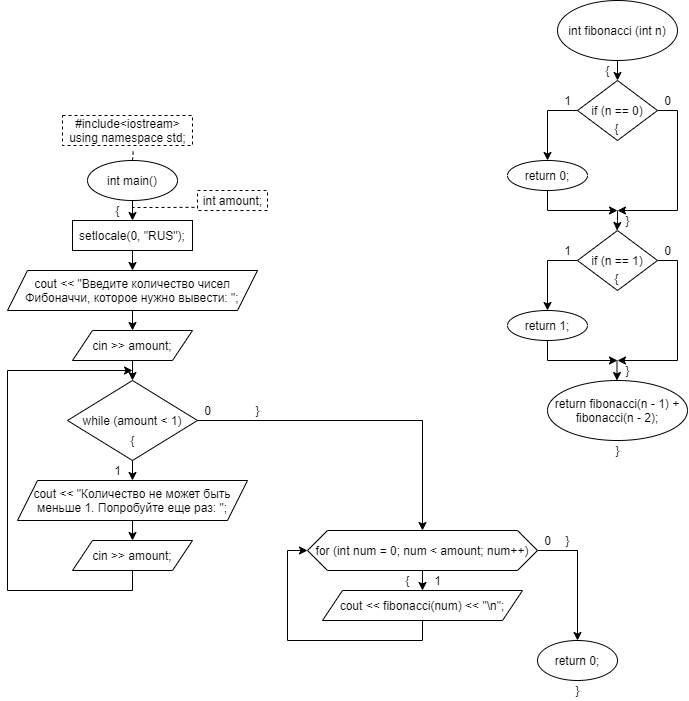 #include<iostream>
using namespace std;
int main()
{
int amount;
setlocale(0, "RUS");
cout << "Введите количество чисел
Фибоначчи, которое нужно вывести: ";
cin >> amount;
while (amount < 1)
{
0
}
1
cout << "Количество не может быть
меньше 1. Попробуйте еще раз: ";
cin >> amount;
for (int num = 0; num < amount; num++)
0
}
{
1
cout << fibonacci(num) << "\n";
return 0;
}
int fibonacci (int n)
{
1
0
if (n == 0)
{
return 0;
}
1
0
if (n == 1)
{
return 1;
}
return fibonacci(n - 1) +
fibonacci(n - 2);
}